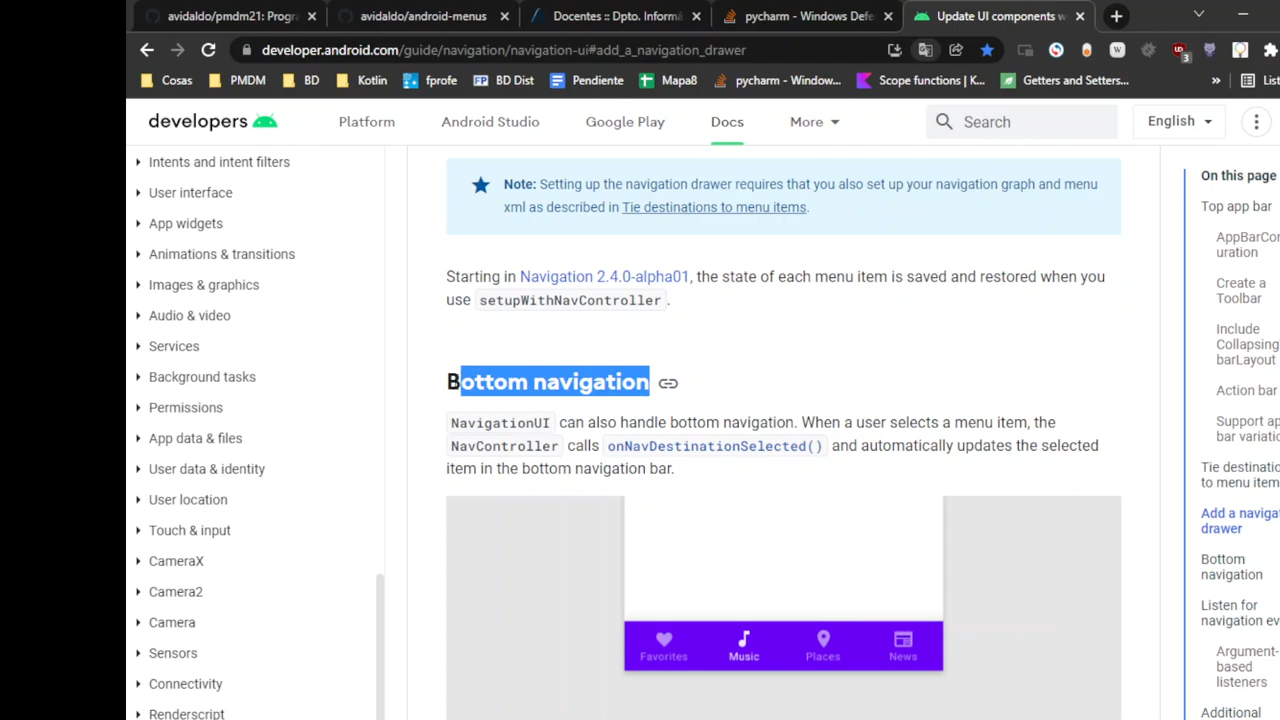 avidaldo/pmdm21: Progra
avidaldo/android-menus
Docentes :: Dpto. Informá
pycharm - Windows Defe
Update UI components w
developer.android.com/guide/navigation/navigation-ui#add_a_navigation_drawer
3
Cosas
PMDM
BD
Kotlin
fprofe
BD Dist
Pendiente
Mapa8
pycharm - Window...
Scope functions | K...
Getters and Setters...
»
List
developers
Platform
Android Studio
Google Play
Docs
More
Search
English
Intents and intent filters
User interface
App widgets
Animations & transitions
Images & graphics
Audio & video
Services
Background tasks
Permissions
App data & files
User data & identity
User location
Touch & input
CameraX
Camera2
Camera
Sensors
Connectivity
Renderscript
Note: Setting up the navigation drawer requires that you also set up your navigation graph and menu
xml as described in Tie destinations to menu items.
Starting in Navigation 2.4.0-alpha01, the state of each menu item is saved and restored when you
use setupWithNavController.
Bottom navigation
NavigationUI can also handle bottom navigation. When a user selects a menu item, the
NavController calls onNavDestinationSelected() and automatically updates the selected
item in the bottom navigation bar.
Favorites
Music
Places
News
On this page
Top app bar
AppBarCon
uration
Create a
Toolbar
Include
Collapsing
barLayout
Action bar
Support ap
bar variatio
Tie destinatio
to menu item
Add a naviga
drawer
Bottom
navigation
Listen for
navigation ev
Argument-
based
listeners
Additional